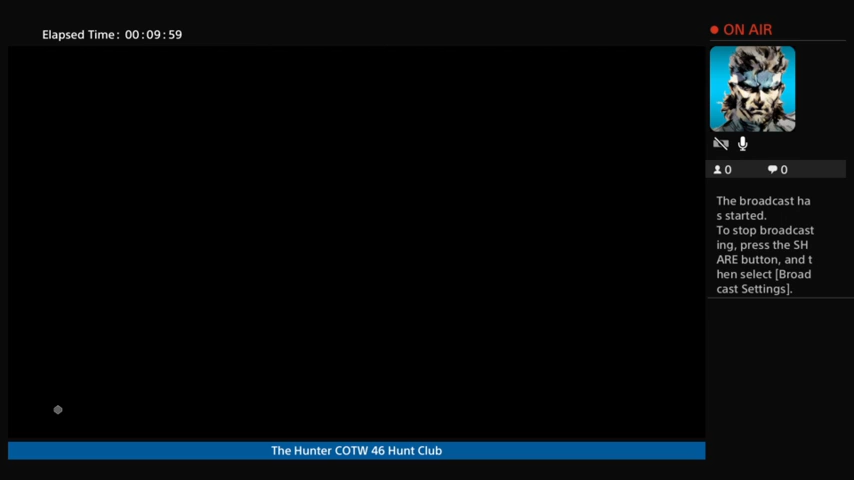 Elapsed Time: 00:09:59
ON AIR
0 0
The broadcast ha
s started.
To stop broadcast
ing, press the SH
ARE button, and t
hen select [Broad
cast Settings].
The Hunter COTW 46 Hunt Club